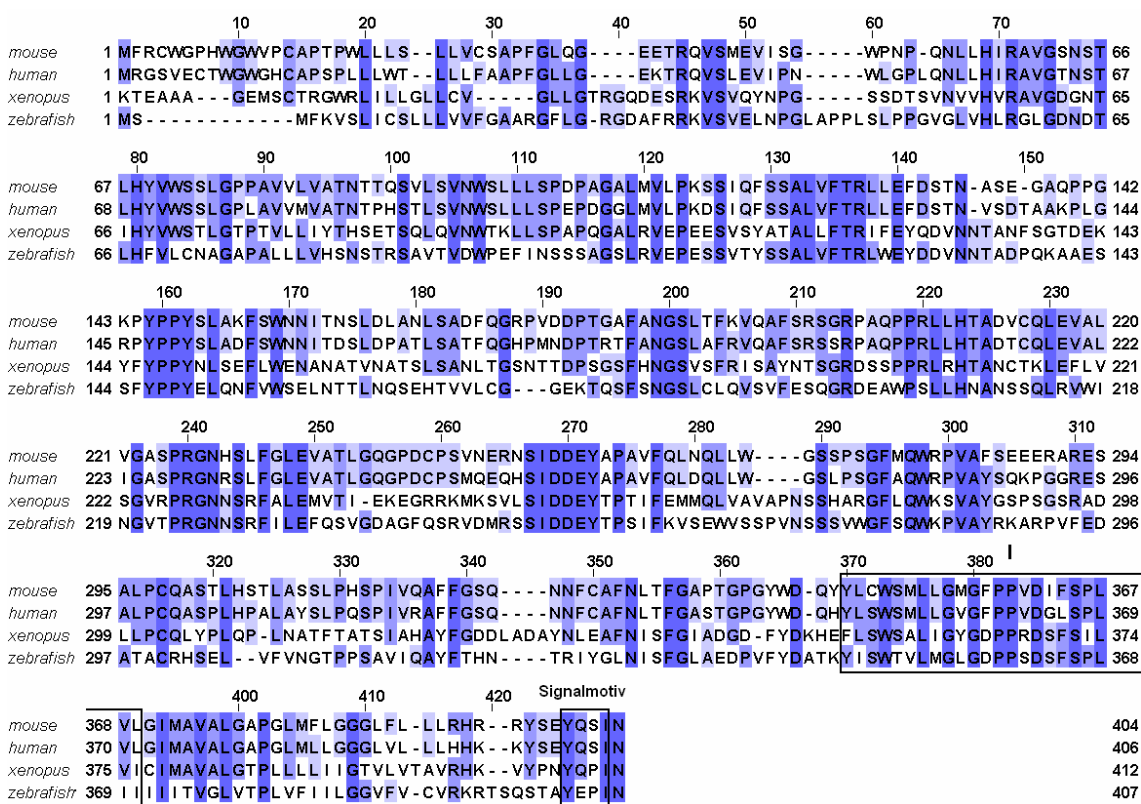 10 20 30 40 50 60 70
mouse 1 MFRCWGPHWGWVPCAPTPWLLLS--LLVCSAPFGLQG----EETRQVSMEVISG-----WPNP-QNLLHIRAVGSNST 66
human 1 MRGSVECTWGWGHCAPSPLLLWT--LLLFAAPFGLLG----EKTRQVSLEVIPN-----WLGPLQNLLHIRAVGTNST 67
xenopus 1 KTEAAA---GEMSCTRGWRLILLGLLCV----GLLGTRGQDESRKVSVQYNPG-----SSDTSVNVVHVRAVGDGNT 65
zebrafish 1 MS------------MFKVSLICSLLLVVFGAARGFLG-RGDAFRRKVSVELNPGLAPPLSLPPGVGLVHLRGLGDNDT 65
80 90 100 110 120 130 140 150
mouse 67 LHYVWSSLGPPAVVLVATNTTQSVLSVNWSLLLSPDPAGALMVLPKSSIQFSSALVFTRLLEFDSTN-ASE-GAQPPG 142
human 68 LHYVWSSLGPLAVVMVATNTPHSTLSVNWSLLLSPEPDGGLMVLPKDSIQFSSALVFTRLLEFDSTN-VSDTAAKPLG 144
xenopus 66 IHYVWSTLGTPTVLLIYTHSETSQLQVNWTKLLSPAPQGALRVEPEESVSYATALLFTRIFEYQDVNNTANFSGTDEK 143
zebrafish 66 LHFVLCNAGAPALLLVHSNSTRSAVTVDWPEFINSSSAGSLRVEPESSVTYSSALVFTRLWEYDDVNNTADPQKAAES 143
160 170 180 190 200 210 220 230
mouse 143 KPYPPYSLAKFSWNNITNSLDLANLSADFQGRPVDDPTGAFANGSLTFKVQAFSRSGRPAQPPRLLHTADVCQLEVAL 220
human 145 RPYPPYSLADFSWNNITDSLDPATLSATFQGHPMNDPTRTFANGSLAFRVQAFSRSSRPAQPPRLLHTADTCQLEVAL 222
xenopus 144 YFYPPYNLSEFLWENANATVNATSLSANLTGSNTTDPSGSFHNGSVSFRISAYNTSGRDSSPPRLRHTANCTKLEFLV 221
zebrafish 144 SFYPPYELQNFVWSELNTTLNQSEHTVVLCG---GEKTQSFSNGSLCLQVSVFESQGRDEAWPSLLHNANSSQLRVWI 218
240 250 260 270 280 290 300 310
mouse 221 VGASPRGNHSLFGLEVATLGQGPDCPSVNERNSIDDEYAPAVFQLNQLLW----GSSPSGFMQWRPVAFSEEERARES 294
human 223 IGASPRGNRSLFGLEVATLGQGPDCPSMQEQHSIDDEYAPAVFQLDQLLW----GSLPSGFAQWRPVAYSQKPGGRES 296
xenopus 222 SGVRPRGNNSRFALEMVTI-EKEGRRKMKSVLSIDDEYTPTIFEMMQLVAVAPNSSHARGFLQWKSVAYGSPSGSRAD 298
zebrafish 219 NGVTPRGNNSRFILEFQSVGDAGFQSRVDMRSSIDDEYTPSIFKVSEWVSSPVNSSSVWGFSQWKPVAYRKARPVFED 296
320 330 340 350 360 370 380 I
mouse 295 ALPCQASTLHSTLASSLPHSPIVQAFFGSQ----NNFCAFNLTFGAPTGPGYWD-QYYLCWSMLLGMGFPPVDIFSPL 367
human 297 ALPCQASPLHPALAYSLPQSPIVRAFFGSQ----NNFCAFNLTFGASTGPGYWD-QHYLSWSMLLGVGFPPVDGLSPL 369
xenopus 299 LLPCQLYPLQP-LNATFTATSIAHAYFGDDLADAYNLEAFNISFGIADGD-FYDKHEFLSWSALIGYGDPPRDSFSIL 374
zebrafish 297 ATACRHSEL--VFVNGTPPSAVIQAYFTHN----TRIYGLNISFGLAEDPVFYDATKYISWTVLMGLGDPPSDSFSPL 368
400 410 420 Signalmotiv
mouse 368 VLGIMAVALGAPGLMFLGGGLFL-LLRHR--RYSEYQSIN 404
human 370 VLGIMAVALGAPGLMLLGGGLVL-LLHHK--KYSEYQSIN 406
xenopus 375 VICIMAVALGTPLLLLIIGTVLVTAVRHK--VYPNYQPIN 412
zebrafish 369 IIIIITVGLVTPLVFIILGGVFV-CVRKRTSQSTAYEPIN 407